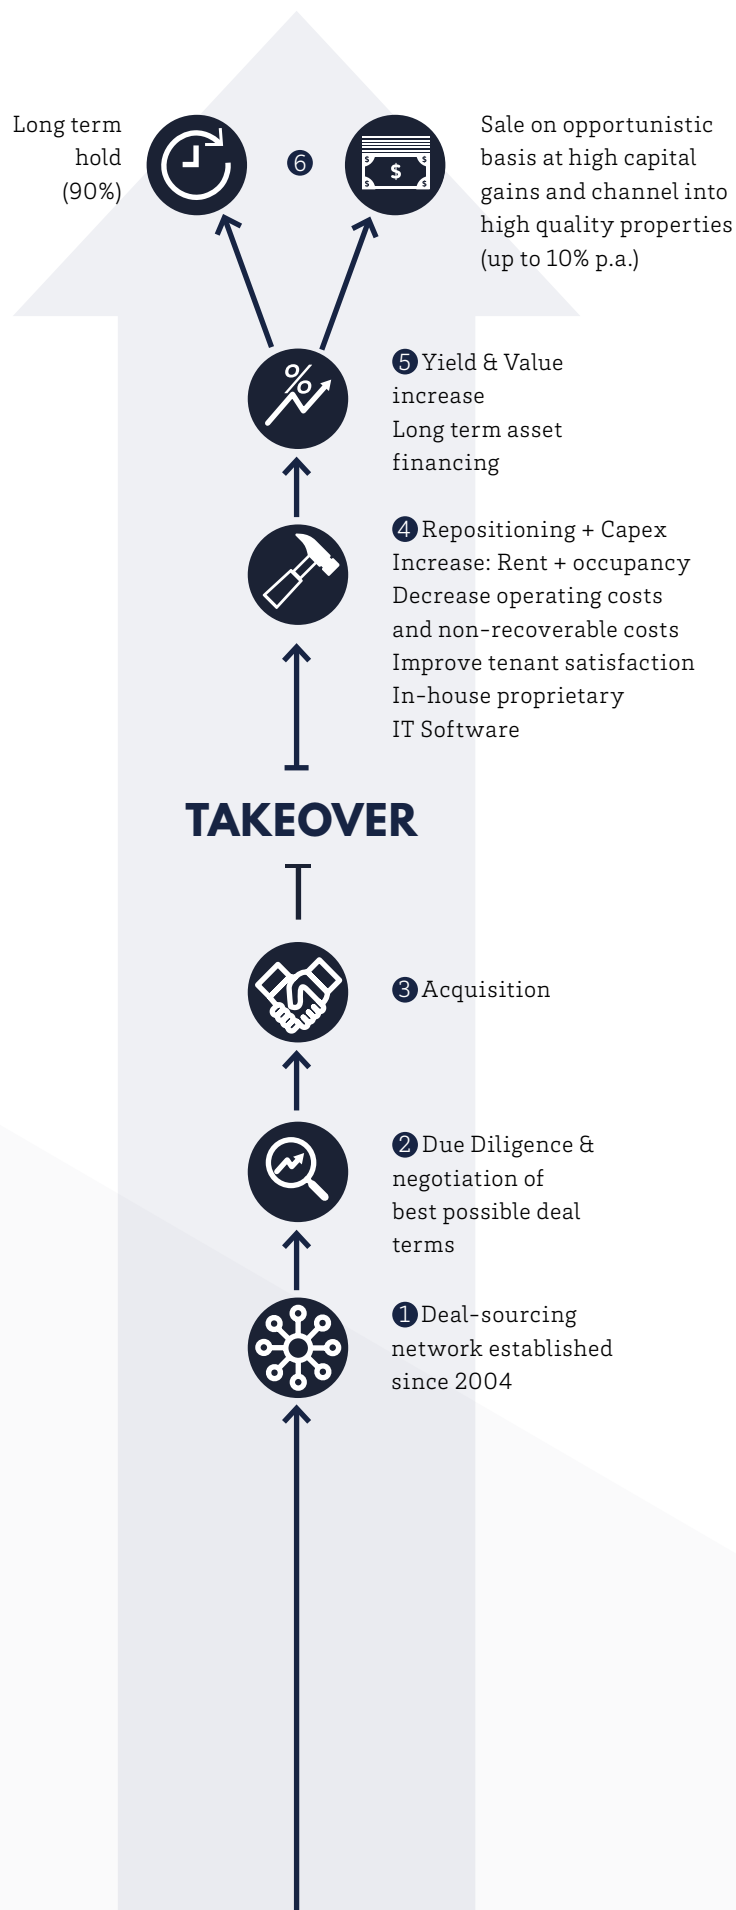 Long term
hold
(90%)
6
Sale on opportunistic
basis at high capital
gains and channel into
high quality properties
(up to 10% p.a.)
5 Yield & Value
increase
Long term asset
financing
4 Repositioning + Capex
Increase: Rent + occupancy
Decrease operating costs
and non-recoverable costs
Improve tenant satisfaction
In-house proprietary
IT Software
TAKEOVER
3 Acquisition
2 Due Diligence &
negotiation of
best possible deal
terms
1 Deal-sourcing
network established
since 2004